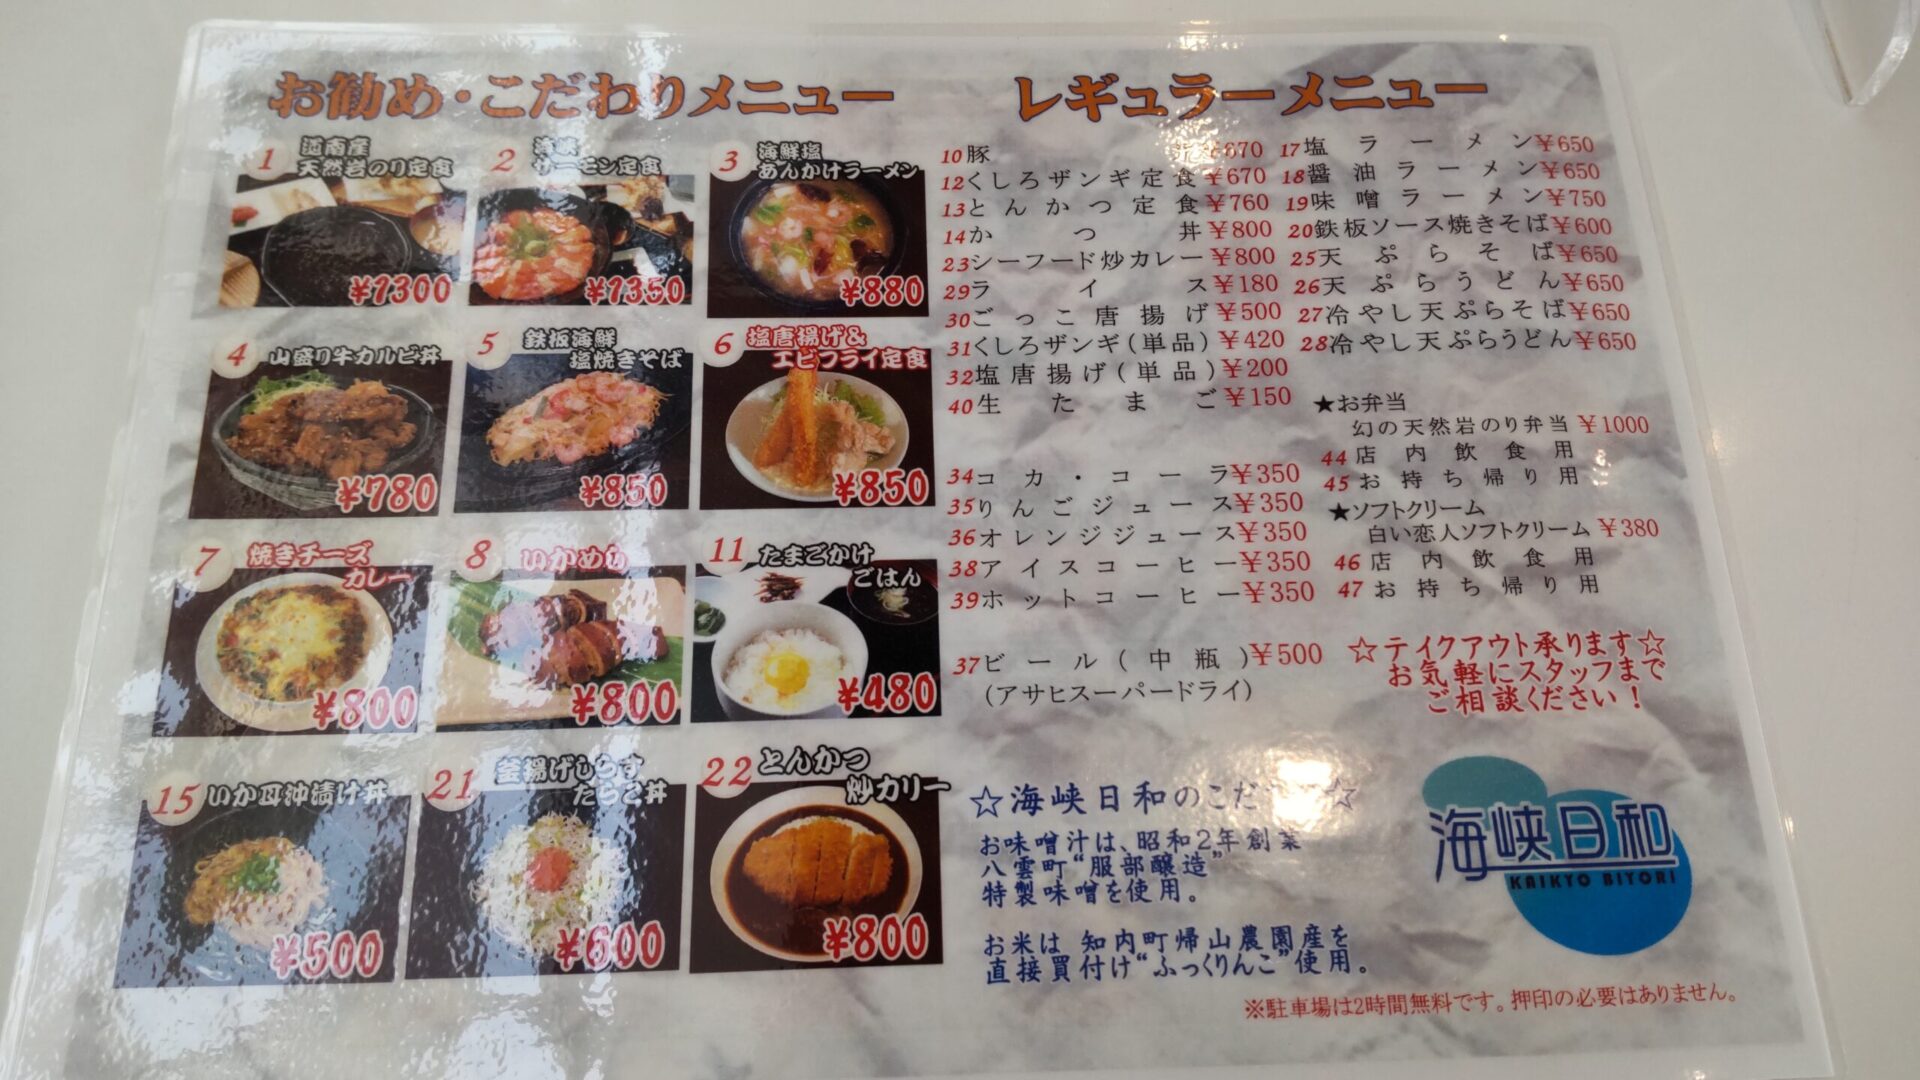 お勧め・こだわりメニュー
1 道南産
天然岩のり定食
¥1300
2 海峡
サーモン定食
¥1350
3 海鮮塩
あんかけラーメン
¥880
4 山盛り牛カルビ丼
¥780
5 鉄板海鮮
塩焼きそば
¥850
6 塩唐揚げ&
エビフライ定食
¥850
7 焼きチーズ
カレー
¥800
8 いかめし
¥800
11 たまごかけ
ごはん
¥480
15 いか耳沖漬け丼
¥500
21 釜揚げしらす
たらこ丼
¥600
22 とんかつ
炒カリー
¥800
レギュラーメニュー
10豚 丼¥670
12くしろザンギ定食¥670
13とんかつ定食¥760
14かつ丼¥800
23シーフード炒カレー¥800
29ライス¥180
30ごっこ唐揚げ¥500
31くしろザンギ(単品)¥420
32塩唐揚げ(単品)¥200
40生たまご¥150
34コカ・コーラ¥350
35りんごジュース¥350
36オレンジジュース¥350
38アイスコーヒー¥350
39ホットコーヒー¥350
37ビール(中瓶)¥500
(アサヒスーパードライ)
17塩ラーメン¥650
18醤油ラーメン¥650
19味噌ラーメン¥750
20鉄板ソース焼きそば¥600
25天ぷらそば¥650
26天ぷらうどん¥650
27冷やし天ぷらそば¥650
28冷やし天ぷらうどん¥650
★お弁当
幻の天然岩のり弁当 ¥1000
44店内飲食用
45お持ち帰り用
★ソフトクリーム
白い恋人ソフトクリーム ¥380
46店内飲食用
47お持ち帰り用
☆テイクアウト承ります☆
お気軽にスタッフまで
ご相談ください!
☆海峡日和のこだ ☆
お味噌汁は、昭和2年創業
八雲町“服部醸造”
特製味噌を使用。
お米は 知内町帰山農園産を
直接買付け“ふっくりんこ”使用。
海峡日和
KAIKYO BIYORI
※駐車場は2時間無料です。押印の必要はありません。